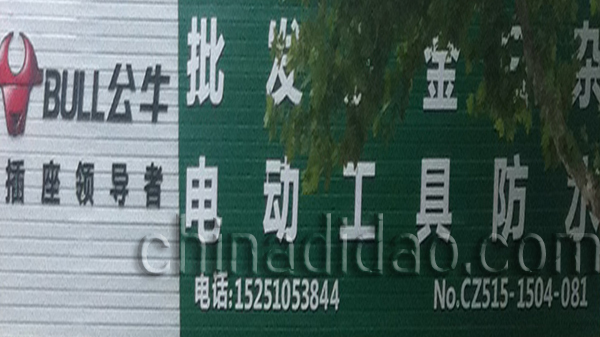 BULL公牛
插座领导者
批发 金 杂
电动工具防水
电话:15251053844
No.CZ515-1504-081
chinadidao.com